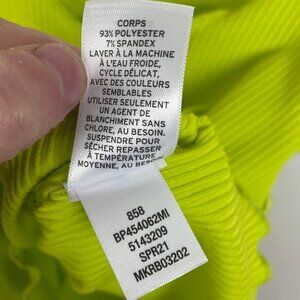 CORPS
93% POLYESTER
7% SPANDEX
LAVER À LA MACHINE
À L'EAU FROIDE,
CYCLE DÉLICAT,
AVEC DES COULEURS
SEMBLABLES
UTILISER SEULEMENT
UN AGENT DE
BLANCHIMENT SANS
CHLORE, AU BESOIN.
SUSPENDRE POUR
SÉCHER REPASSER
À TEMPÉRATURE
MOYENNE, AU BESOIN
858
BP454062MI
5143209
SPR21
MKRB03202